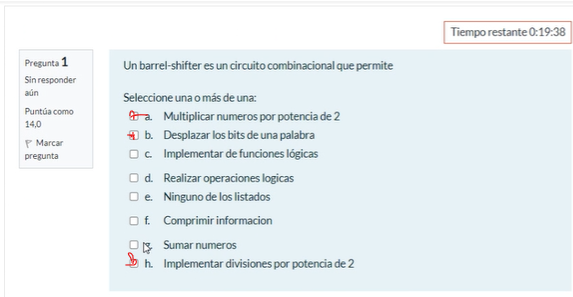 Tiempo restante 0:19:38
Pregunta 1
Sin responder
aún
Puntúa como
14,0
Marcar
pregunta
Un barrel-shifter es un circuito combinacional que permite
Seleccione una o más de una:
a. Multiplicar numeros por potencia de 2
b. Desplazar los bits de una palabra
c. Implementar de funciones lógicas
d. Realizar operaciones logicas
e. Ninguno de los listados
f. Comprimir informacion
Sumar numeros
h. Implementar divisiones por potencia de 2